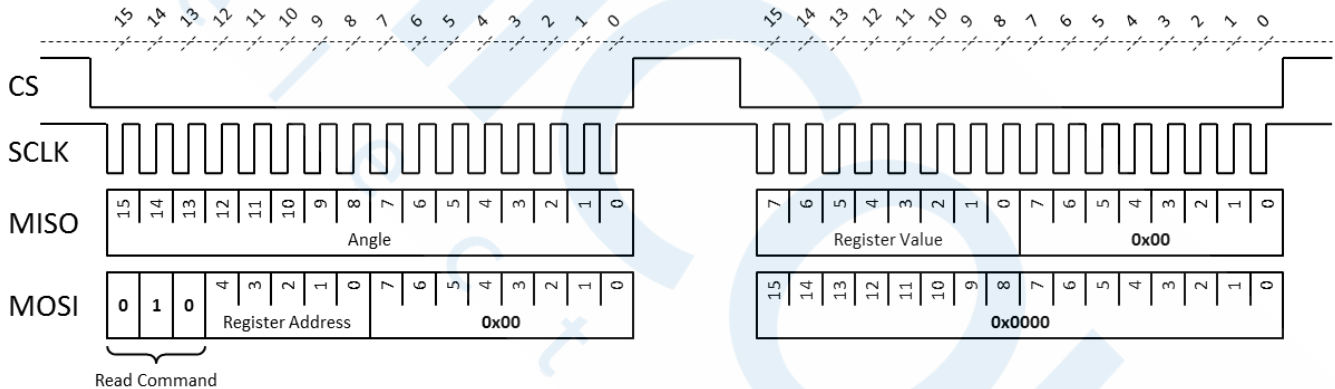 15 14 13 12 11 10 9 8 7 6 5 4 3 2 1 0 15 14 13 12 11 10 9 8 7 6 5 4 3 2 1 0
CS
SCLK
MISO 15 14 13 12 11 10 9 8 7 6 5 4 3 2 1 0 7 6 5 4 3 2 1 0 7 6 5 4 3 2 1 0
Angle Register Value 0x00
MOSI 0 1 0 4 3 2 1 0 7 6 5 4 3 2 1 0 15 14 13 12 11 10 9 8 7 6 5 4 3 2 1 0
Register Address 0x00 0x0000
Read Command